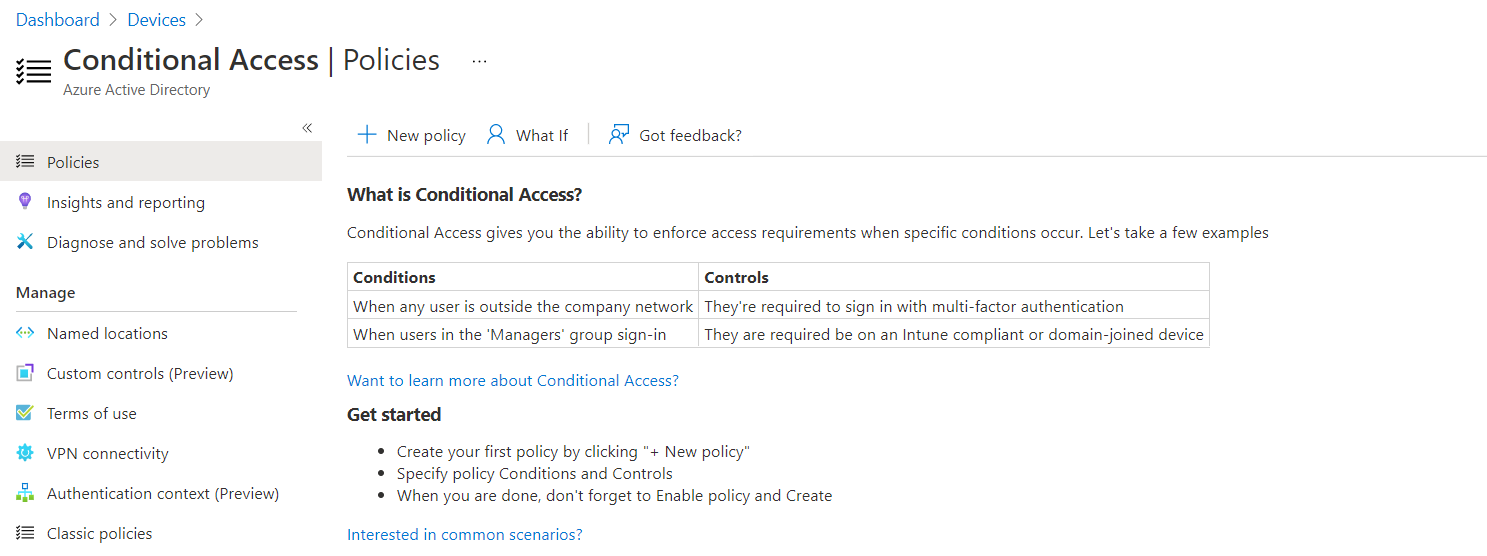 Dashboard > Devices >
Conditional Access | Policies ...
Azure Active Directory
«
Policies
Insights and reporting
Diagnose and solve problems
Manage
Named locations
Custom controls (Preview)
Terms of use
VPN connectivity
Authentication context (Preview)
Classic policies
New policy What If Got feedback?
What is Conditional Access?
Conditional Access gives you the ability to enforce access requirements when specific conditions occur. Let's take a few examples
Conditions Controls
When any user is outside the company network They're required to sign in with multi-factor authentication
When users in the 'Managers' group sign-in They are required be on an Intune compliant or domain-joined device
Want to learn more about Conditional Access?
Get started
• Create your first policy by clicking "+ New policy"
• Specify policy Conditions and Controls
• When you are done, don't forget to Enable policy and Create
Interested in common scenarios?